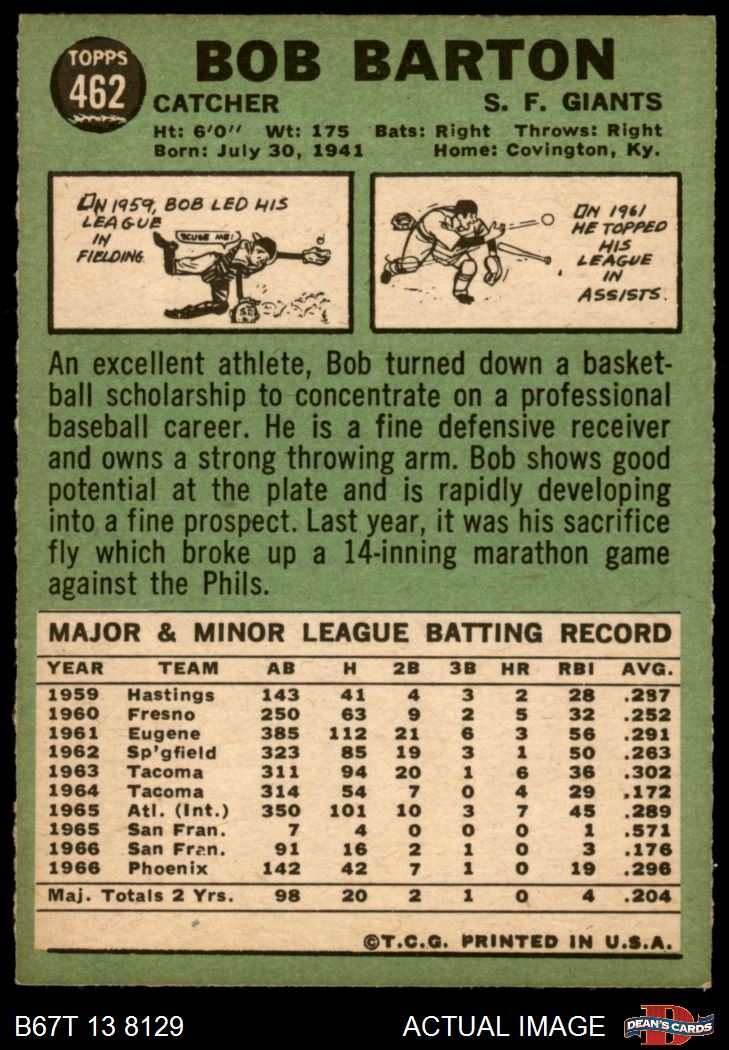 TOPPS
462
BOB BARTON
CATCHER S. F. GIANTS
Ht: 6'0" Wt: 175 Bats: Right Throws: Right
Born: July 30, 1941 Home: Covington, Ky.
IN 1959, BOB LED HIS
LEAGUE
IN
FIELDING.
'SCUSE ME!
IN 1961
HE TOPPED
HIS
LEAGUE
IN
ASSISTS.
An excellent athlete, Bob turned down a basket-
ball scholarship to concentrate on a professional
baseball career. He is a fine defensive receiver
and owns a strong throwing arm. Bob shows good
potential at the plate and is rapidly developing
into a fine prospect. Last year, it was his sacrifice
fly which broke up a 14-inning marathon game
against the Phils.
MAJOR & MINOR LEAGUE BATTING RECORD
YEAR TEAM AB H 2B 3B HR RBI AVG.
1959 Hastings 143 41 4 3 2 28 .287
1960 Fresno 250 63 9 2 5 32 .252
1961 Eugene 385 112 21 6 3 56 .291
1962 Sp'gfield 323 85 19 3 1 50 .263
1963 Tacoma 311 94 20 1 6 36 .302
1964 Tacoma 314 54 7 0 4 29 .172
1965 Atl. (Int.) 350 101 10 3 7 45 .289
1965 San Fran. 7 4 0 0 0 1 .571
1966 San Fran. 91 16 2 1 0 3 .176
1966 Phoenix 142 42 7 1 0 19 .296
Maj. Totals 2 Yrs. 98 20 2 1 0 4 .204
©T.C.G. PRINTED IN U.S.A.
B67T 13 8129 ACTUAL IMAGE
D
DEAN'S CARDS